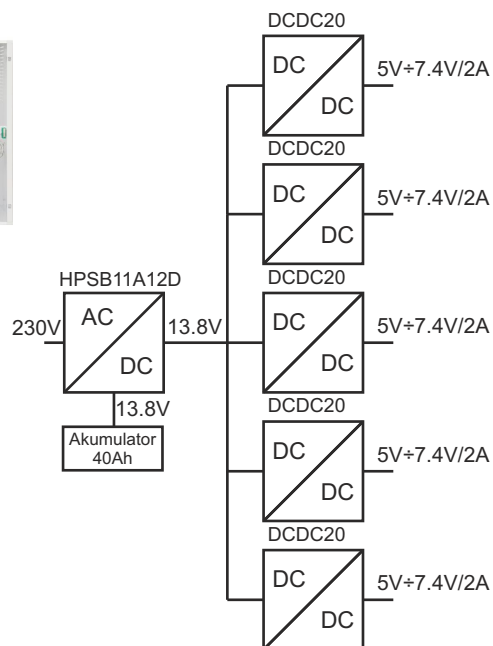 DCDC20
DC
DC
5V÷7.4V/2A
DCDC20
DC
DC
5V÷7.4V/2A
HPSB11A12D
230V
AC
DC
13.8V
13.8V
Akumulator
40Ah
DCDC20
DC
DC
5V÷7.4V/2A
DCDC20
DC
DC
5V÷7.4V/2A
DCDC20
DC
DC
5V÷7.4V/2A